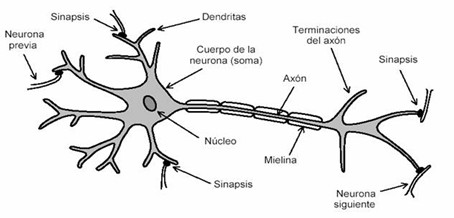 Sinapsis
Dendritas
Neurona
previa
Cuerpo de la
neurona (soma)
Terminaciones
del axón
Sinapsis
Axón
Núcleo
Mielina
Sinapsis
Neurona
siguiente